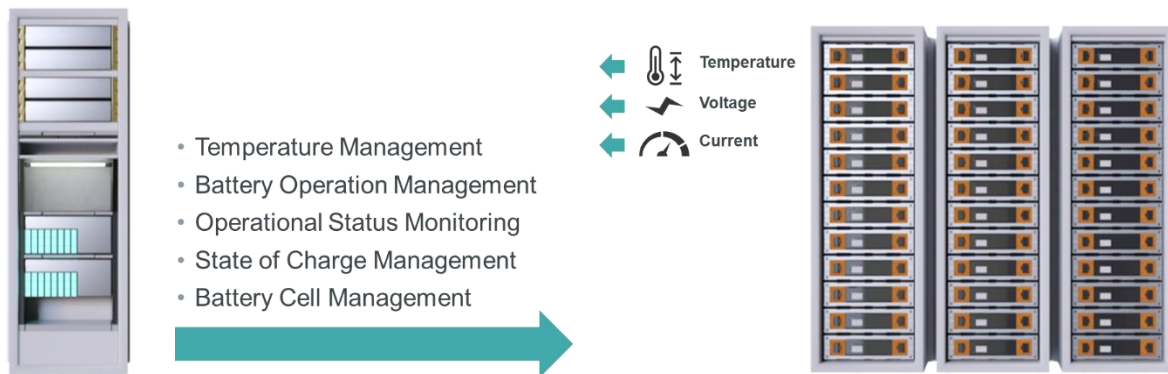 Temperature
Voltage
Current
• Temperature Management
• Battery Operation Management
• Operational Status Monitoring
• State of Charge Management
• Battery Cell Management